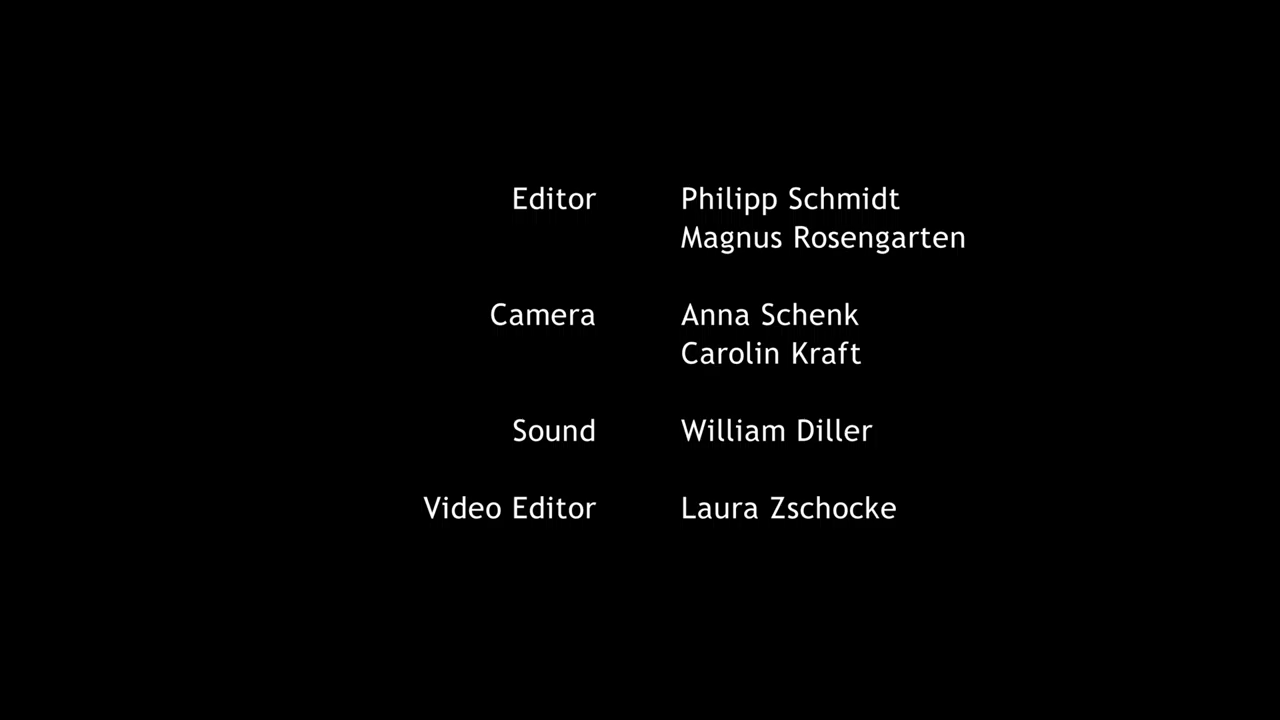 Editor Philipp Schmidt
Magnus Rosengarten
Camera Anna Schenk
Carolin Kraft
Sound William Diller
Video Editor Laura Zschocke